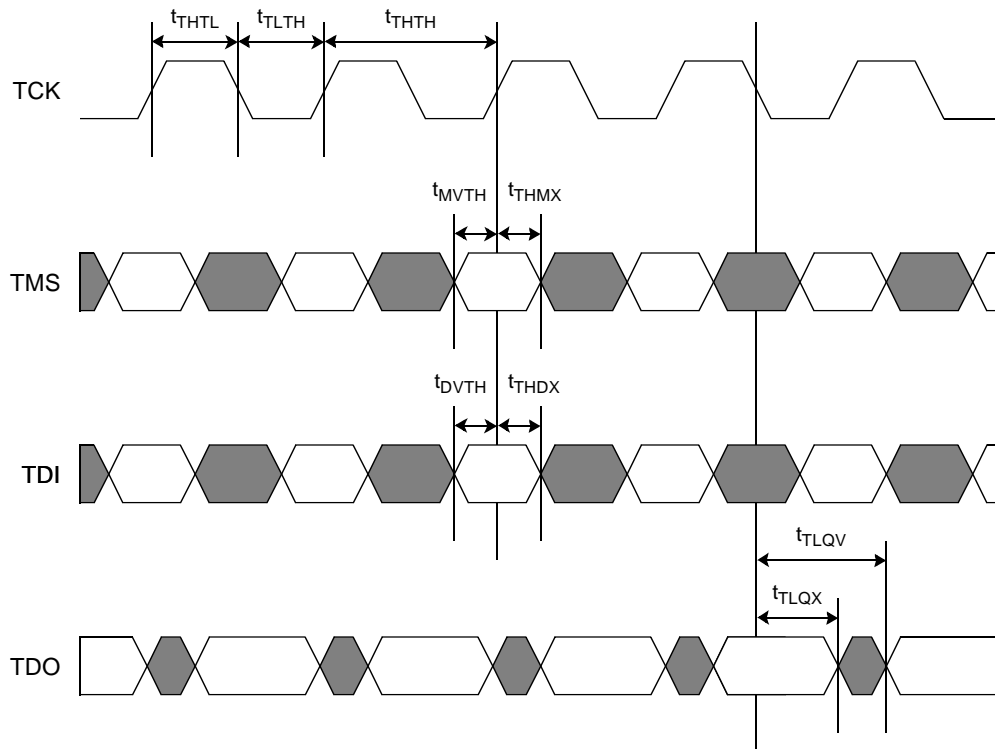 tTHTL tTLTH tTHTH
TCK
tMVTH tTHMX
TMS
tDVTH tTHDX
TDI
tTLQV
tTLQX
TDO